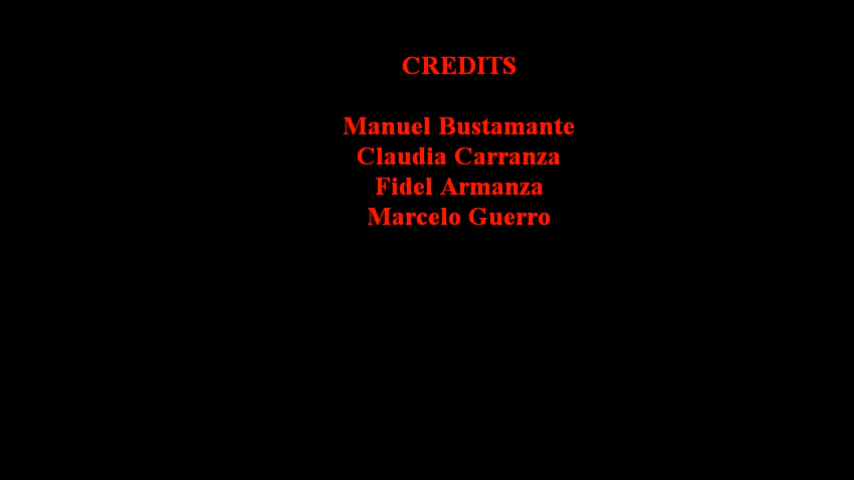 CREDITS
Manuel Bustamante
Claudia Carranza
Fidel Armanza
Marcelo Guerro